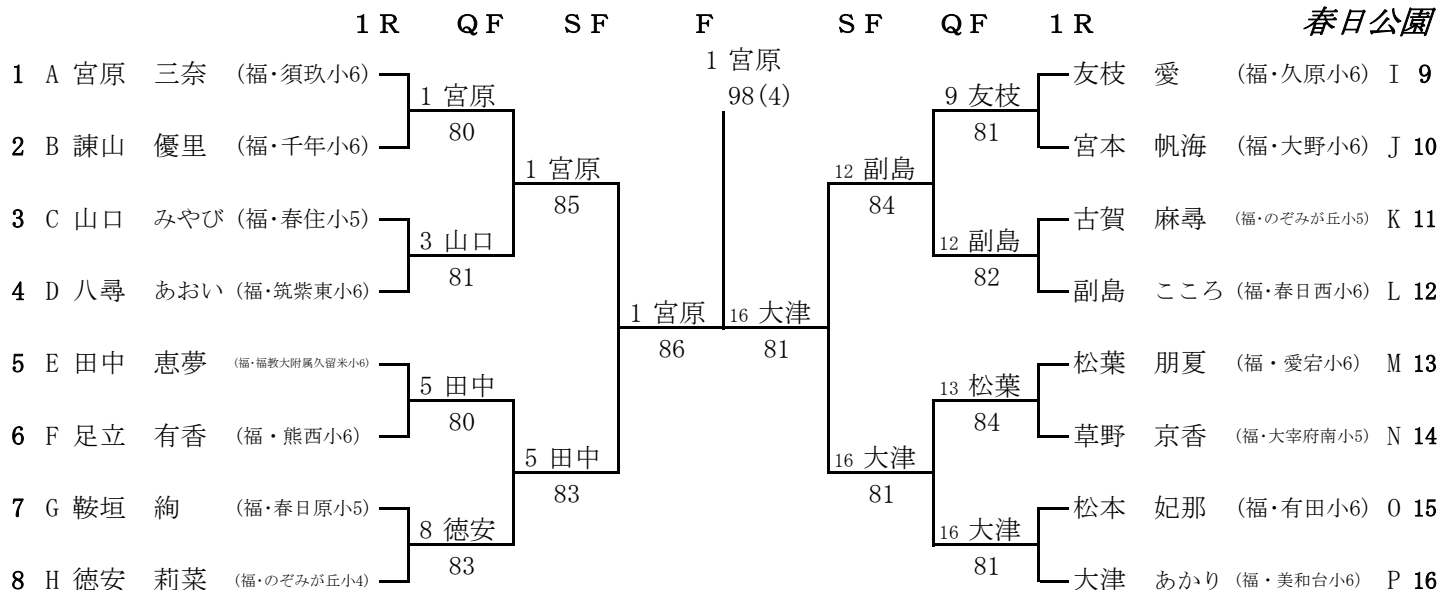 1R QF SF F SF QF 1R 春日公園
1 宮原
98(4)
1 A 宮原 三奈 (福・須玖小6)
1 宮原
80
2 B 諌山 優里 (福・千年小6)
1 宮原
85
3 C 山口 みやび (福・春住小5)
3 山口
81
4 D 八尋 あおい (福・筑紫東小6)
1 宮原
86
5 E 田中 恵夢 (福・福教大附属久留米小6)
5 田中
80
6 F 足立 有香 (福・熊西小6)
5 田中
83
7 G 鞍垣 絢 (福・春日原小5)
8 徳安
83
8 H 徳安 莉菜 (福・のぞみが丘小4)
友枝 愛 (福・久原小6) I 9
9 友枝
81
宮本 帆海 (福・大野小6) J 10
12 副島
84
古賀 麻尋 (福・のぞみが丘小5) K 11
12 副島
82
副島 こころ (福・春日西小6) L 12
16 大津
81
松葉 朋夏 (福・愛宕小6) M 13
13 松葉
84
草野 京香 (福・大宰府南小5) N 14
16 大津
81
松本 妃那 (福・有田小6) O 15
16 大津
81
大津 あかり (福・美和台小6) P 16